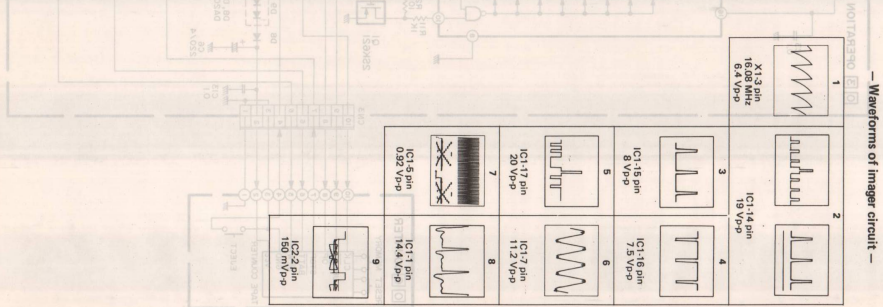 — Waveforms of imager circuit —
1
X1-3 pin
16.08 MHz
6.4 Vp-p
2
IC1-14 pin
19 Vp-p
3
IC1-15 pin
8 Vp-p
4
IC1-16 pin
7.5 Vp-p
5
IC1-17 pin
20 Vp-p
6
IC1-7 pin
11.2 Vp-p
7
IC1-5 pin
0.92 Vp-p
8
IC1-1 pin
14.4 Vp-p
9
IC2-2 pin
150 mVp-p
OPERATION